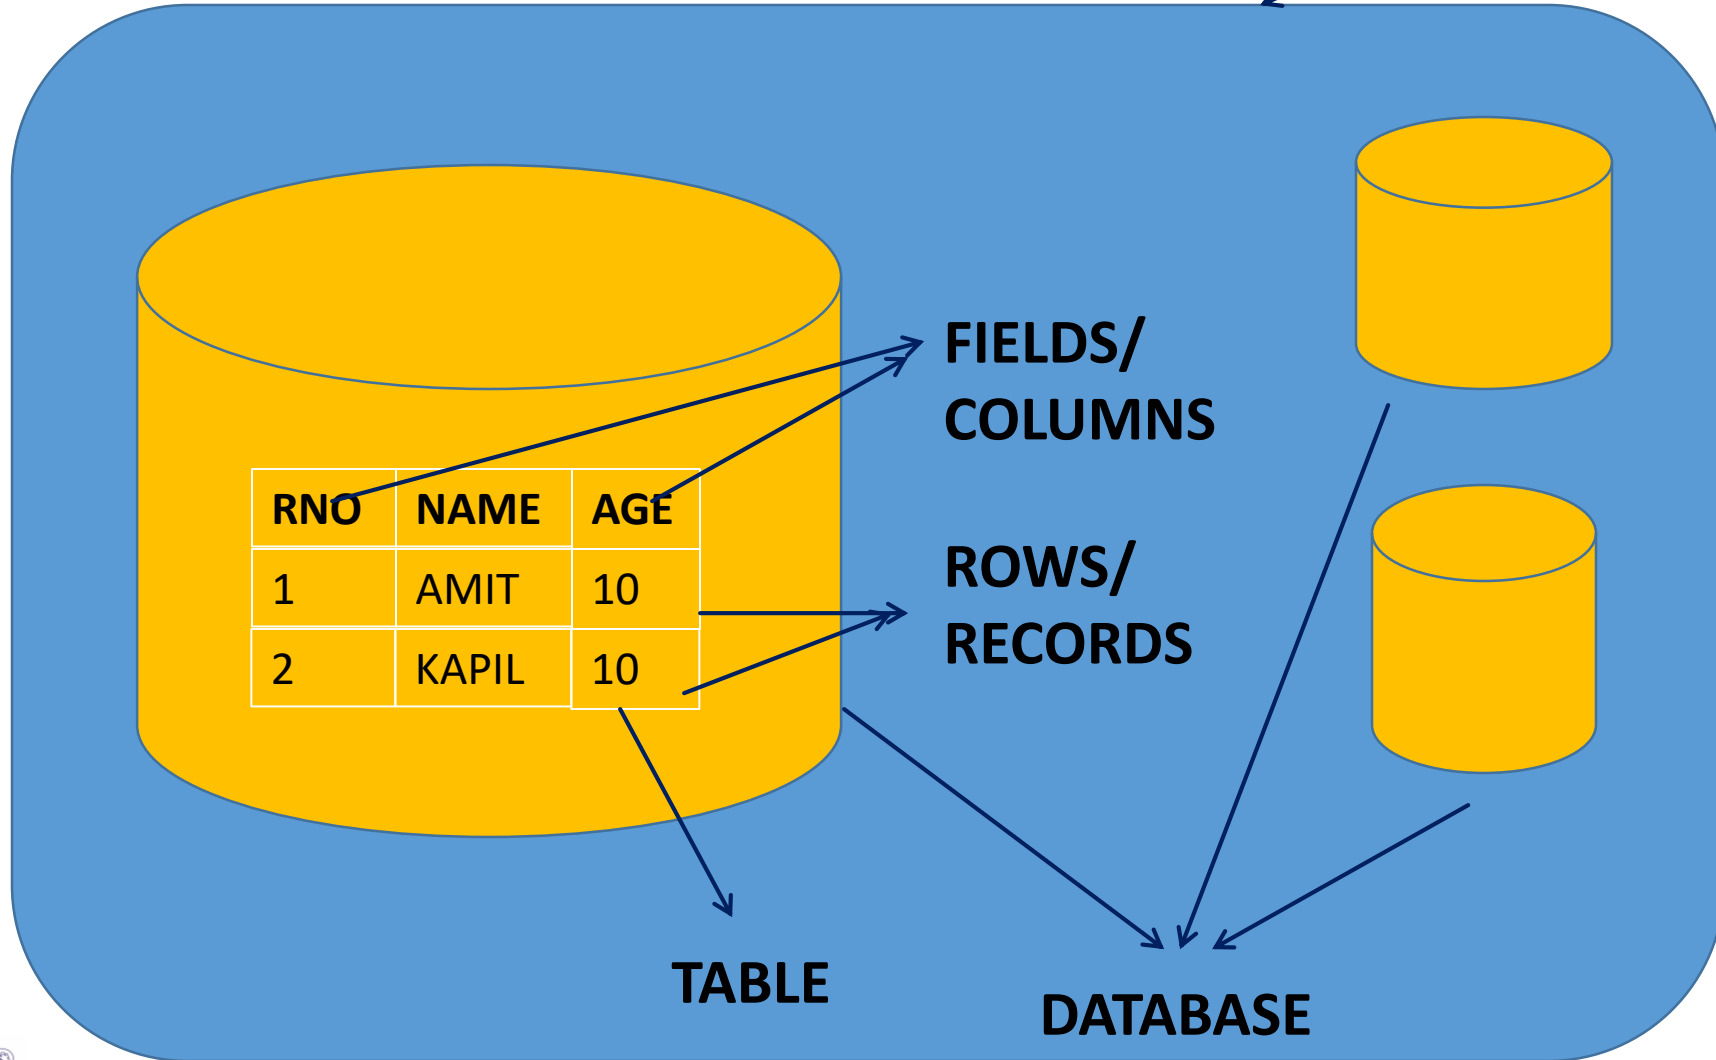 FIELDS/
COLUMNS
RNO NAME AGE
1 AMIT 10
2 KAPIL 10
ROWS/
RECORDS
TABLE
DATABASE